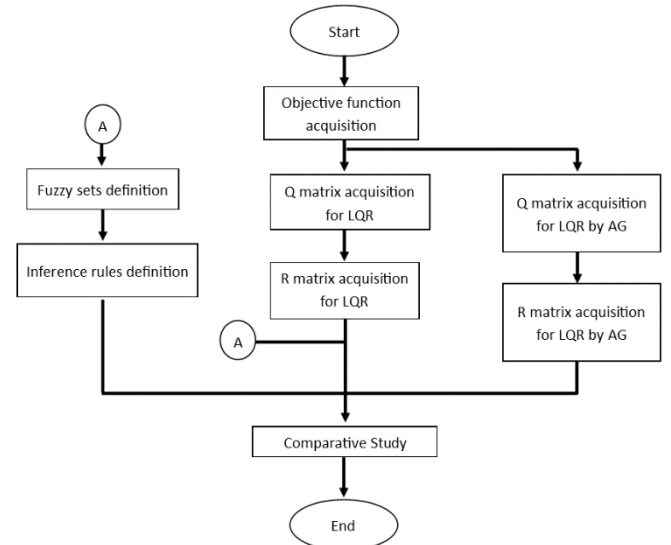 Start
Objective function
acquisition
A
Fuzzy sets definition
Inference rules definition
Q matrix acquisition
for LQR
R matrix acquisition
for LQR
A
Q matrix acquisition
for LQR by AG
R matrix acquisition
for LQR by AG
Comparative Study
End